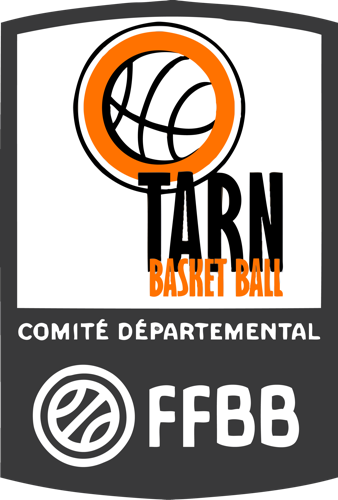 TARN
BASKET BALL
COMITÉ DÉPARTEMENTAL
FFBB